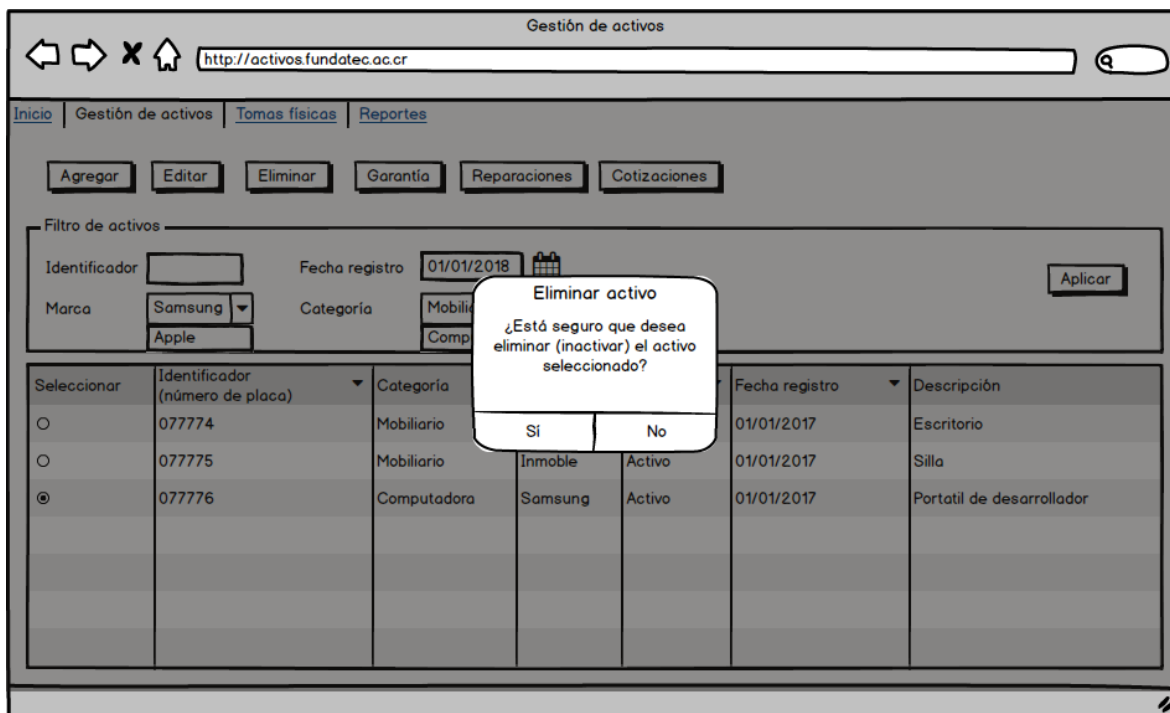 Gestión de activos
http://activos.fundatec.ac.cr
Inicio Gestión de activos Tomas físicas Reportes
Agregar Editar Eliminar Garantía Reparaciones Cotizaciones
Filtro de activos
Identificador Fecha registro 01/01/2018
Aplicar
Marca Samsung Categoría
Apple
Eliminar activo
¿Está seguro que desea
eliminar (inactivar) el activo
seleccionado?
Sí No
Seleccionar Identificador
(número de placa) Categoría Fecha registro Descripción
077774 Mobiliario 01/01/2017 Escritorio
077775 Mobiliario Inmoble Activo 01/01/2017 Silla
077776 Computadora Samsung Activo 01/01/2017 Portatil de desarrollador